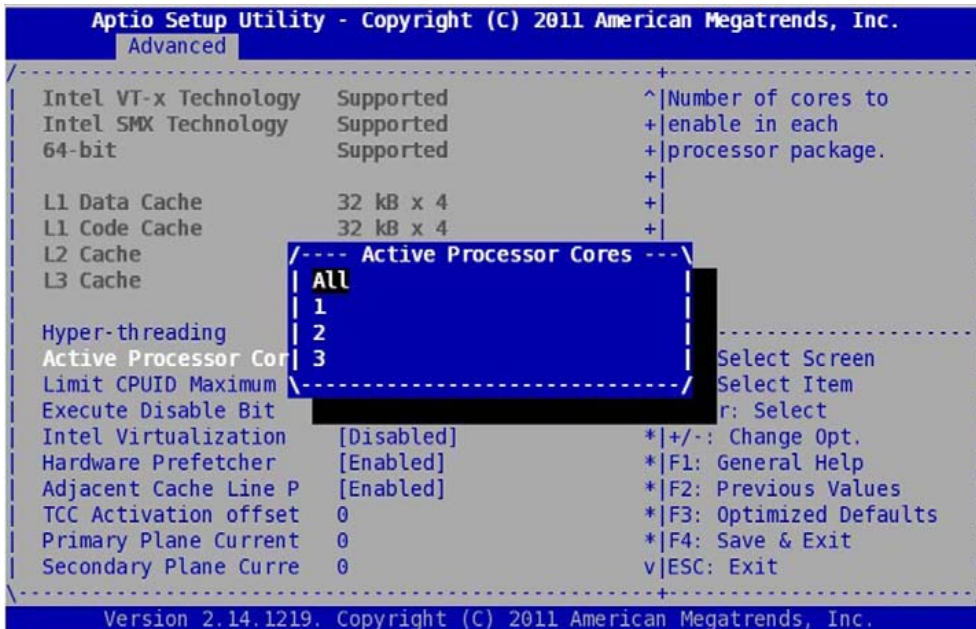 Aptio Setup Utility - Copyright (C) 2011 American Megatrends, Inc.
Advanced
/----------------------------------------------------+------------------------
| Intel VT-x Technology Supported ^|Number of cores to
| Intel SMX Technology Supported +|enable in each
| 64-bit Supported +|processor package.
| +|
| L1 Data Cache 32 kB x 4 +|
| L1 Code Cache 32 kB x 4 +|
| L2 Cache /---- Active Processor Cores ---\
| L3 Cache | All |
| | 1 |
| Hyper-threading | 2 | --------------------
| Active Processor Cor| 3 | Select Screen
| Limit CPUID Maximum \-----------------------------/ Select Item
| Execute Disable Bit r: Select
| Intel Virtualization [Disabled] *|+/-: Change Opt.
| Hardware Prefetcher [Enabled] *|F1: General Help
| Adjacent Cache Line P [Enabled] *|F2: Previous Values
| TCC Activation offset 0 *|F3: Optimized Defaults
| Primary Plane Current 0 *|F4: Save & Exit
| Secondary Plane Curre 0 v|ESC: Exit
\----------------------------------------------------+------------------------
Version 2.14.1219. Copyright (C) 2011 American Megatrends, Inc.